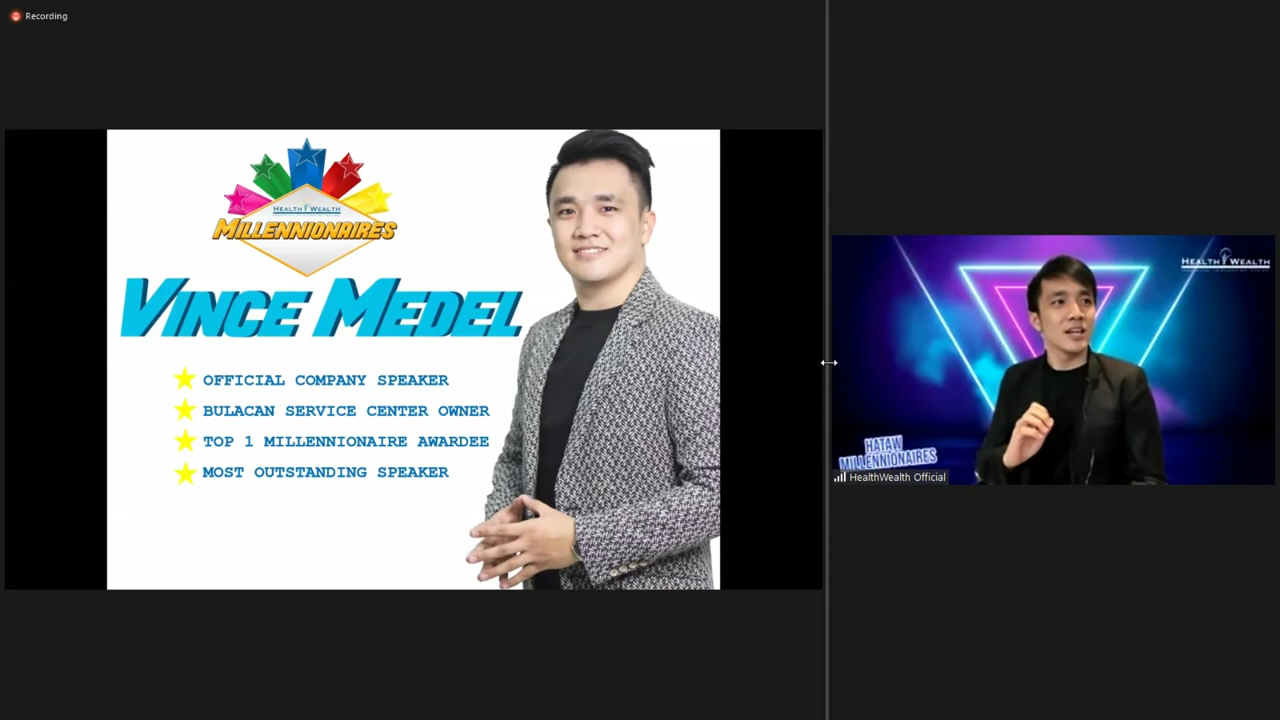 Recording
HEALTH WEALTH
MILLENNIONAIRES
VINCE MEDEL
OFFICIAL COMPANY SPEAKER
BULACAN SERVICE CENTER OWNER
TOP 1 MILLENNIONAIRE AWARDEE
MOST OUTSTANDING SPEAKER
HEALTH WEALTH
HATAW
MILLENNIONAIRES
HealthWealth Official